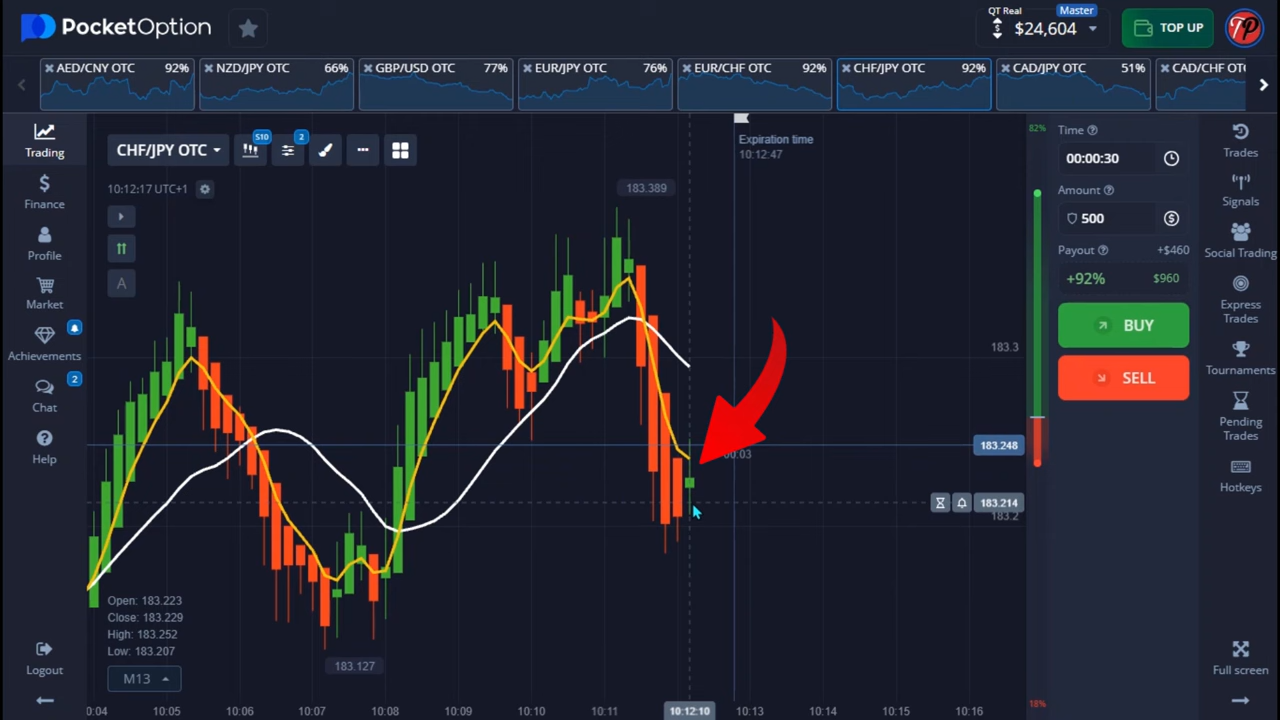 PocketOption
QT Real
Master
$24,604
TOP UP
AED/CNY OTC 92%
NZD/JPY OTC 66%
GBP/USD OTC 77%
EUR/JPY OTC 76%
EUR/CHF OTC 92%
CHF/JPY OTC 92%
CAD/JPY OTC 51%
CAD/CHF OTC
Trading
Finance
Profile
Market
Achievements
2
Chat
Help
Logout
CHF/JPY OTC
S10
2
10:12:17 UTC+1
A
Expiration time
10:12:47
183.389
183.3
183.248
00:03
183.214
183.2
183.127
Open: 183.223
Close: 183.229
High: 183.252
Low: 183.207
M13
0:04 10:05 10:06 10:07 10:08 10:09 10:10 10:11 10:12:10 10:13 10:14 10:15 10:16
82%
18%
Time
00:00:30
Amount
500
Payout +$460
+92% $960
BUY
SELL
Trades
Signals
Social Trading
Express
Trades
Tournaments
Pending
Trades
Hotkeys
Full screen